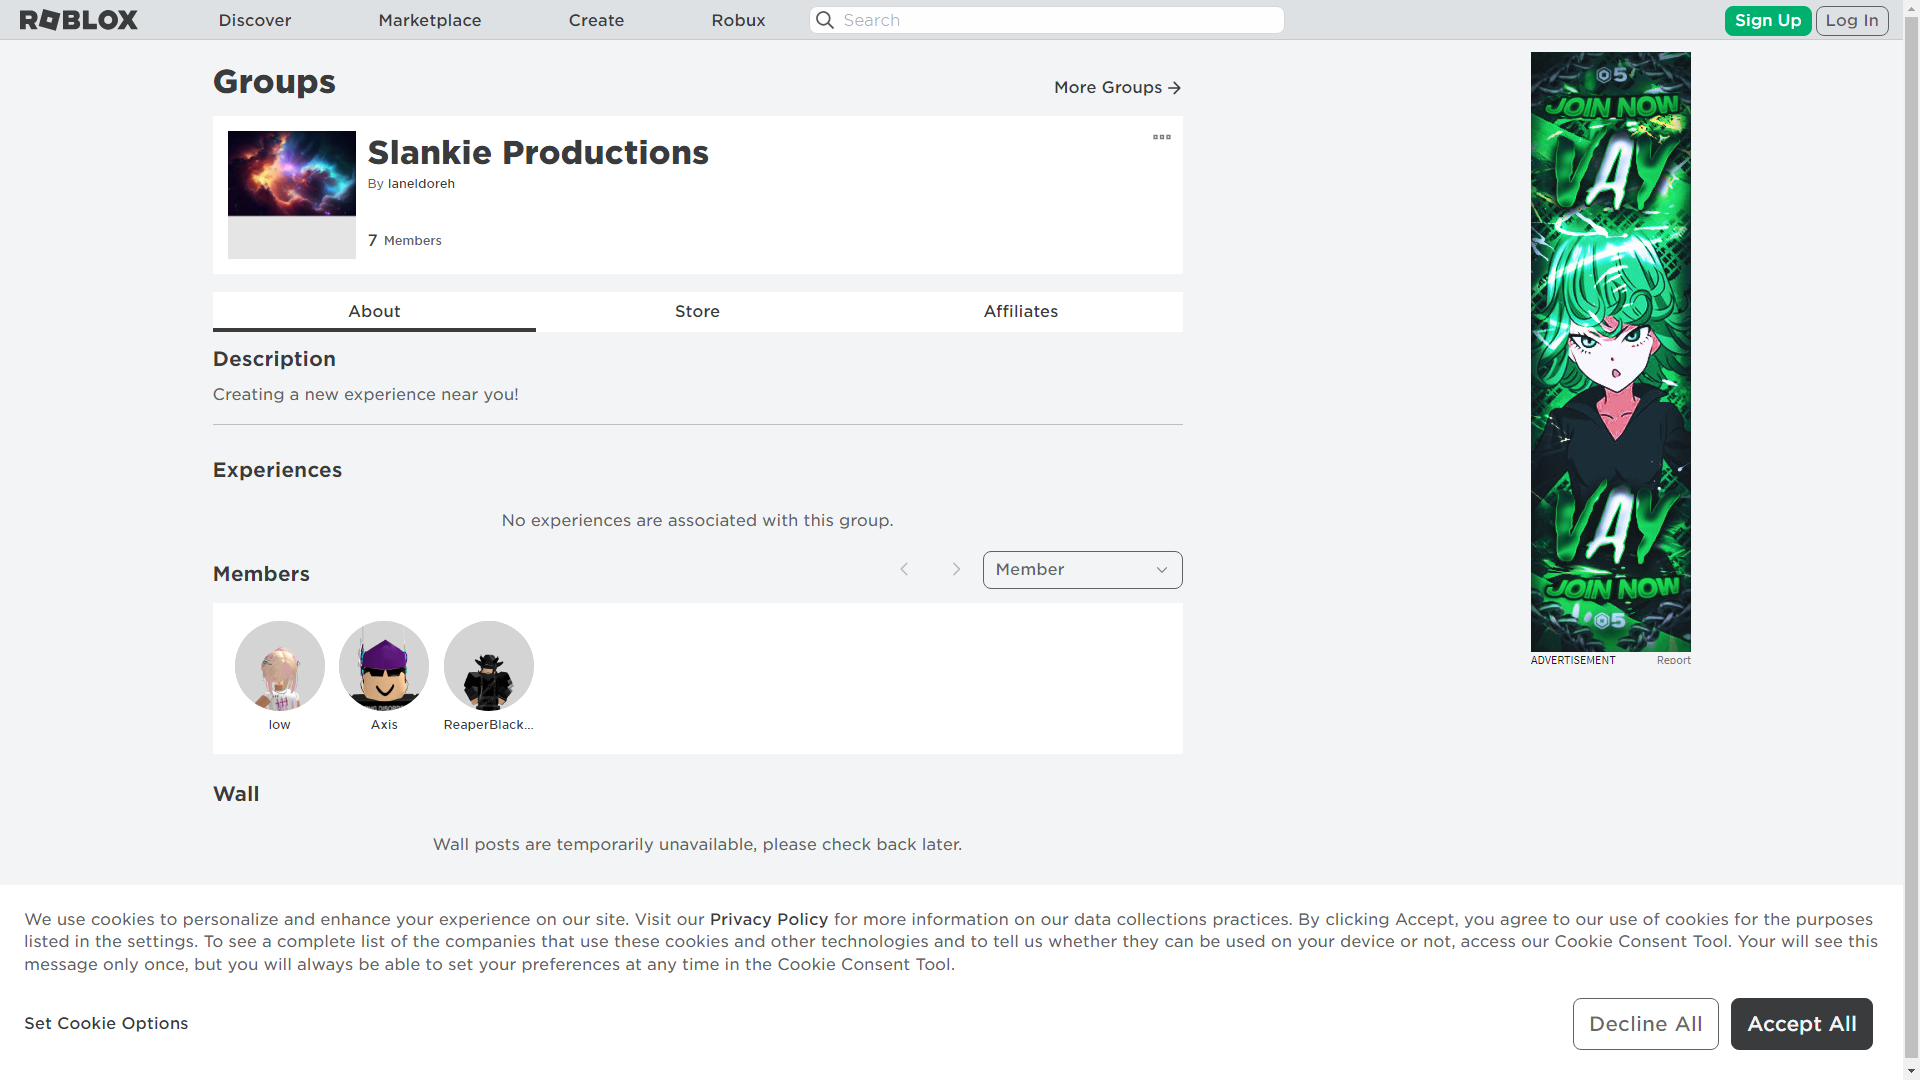 ROBLOX
Discover
Marketplace
Create
Robux
Search
Sign Up
Log In
Groups
More Groups
Slankie Productions
By laneldoreh
7 Members
About
Store
Affiliates
Description
Creating a new experience near you!
Experiences
No experiences are associated with this group.
Members
Member
low
Axis
ReaperBlack...
Wall
Wall posts are temporarily unavailable, please check back later.
5
JOIN NOW
VAY
VAY
JOIN NOW
5
ADVERTISEMENT
Report
We use cookies to personalize and enhance your experience on our site. Visit our Privacy Policy for more information on our data collections practices. By clicking Accept, you agree to our use of cookies for the purposes
listed in the settings. To see a complete list of the companies that use these cookies and other technologies and to tell us whether they can be used on your device or not, access our Cookie Consent Tool. Your will see this
message only once, but you will always be able to set your preferences at any time in the Cookie Consent Tool.
Set Cookie Options
Decline All
Accept All